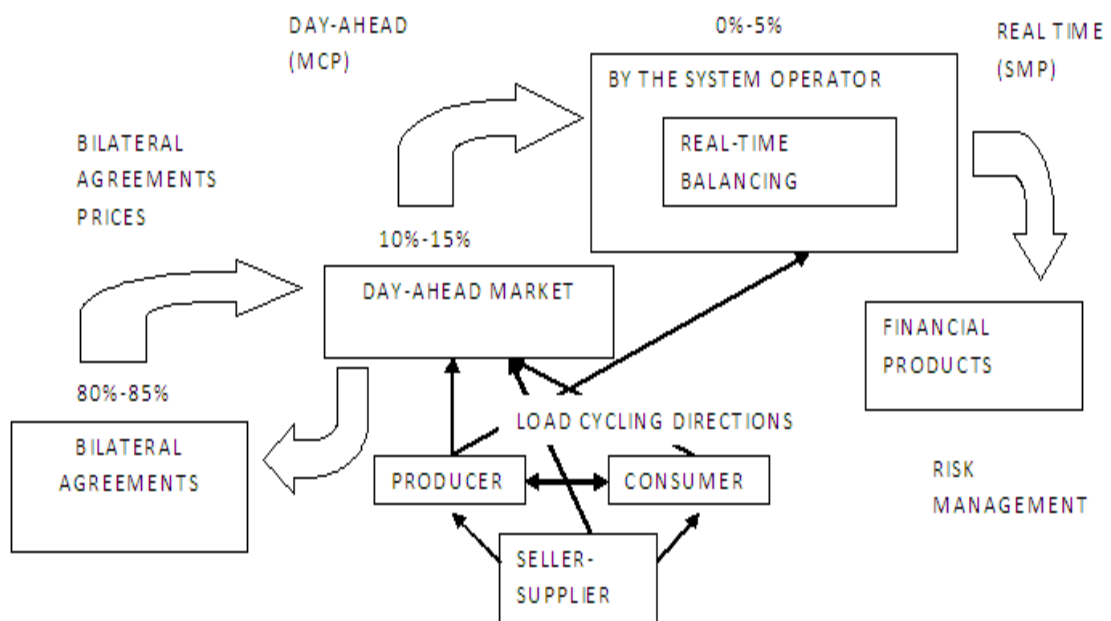 DAY-AHEAD
(MCP)
0%-5%
REAL TIME
(SMP)
BY THE SYSTEM OPERATOR
REAL-TIME
BALANCING
BILATERAL
AGREEMENTS
PRICES
10%-15%
DAY-AHEAD MARKET
FINANCIAL
PRODUCTS
80%-85%
BILATERAL
AGREEMENTS
LOAD CYCLING DIRECTIONS
PRODUCER
CONSUMER
RISK
MANAGEMENT
SELLER-
SUPPLIER